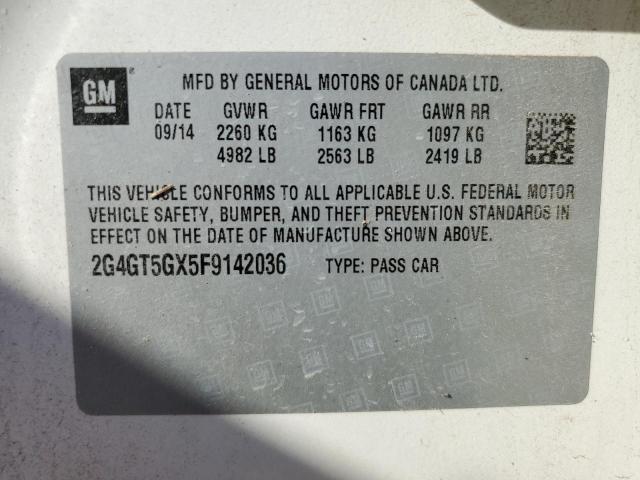 GM
MFD BY GENERAL MOTORS OF CANADA LTD.
DATE GVWR GAWR FRT GAWR RR
09/14 2260 KG 1163 KG 1097 KG
4982 LB 2563 LB 2419 LB
THIS VEHICLE CONFORMS TO ALL APPLICABLE U.S. FEDERAL MOTOR
VEHICLE SAFETY, BUMPER, AND THEFT PREVENTION STANDARDS IN
EFFECT ON THE DATE OF MANUFACTURE SHOWN ABOVE.
2G4GT5GX5F9142036 TYPE: PASS CAR